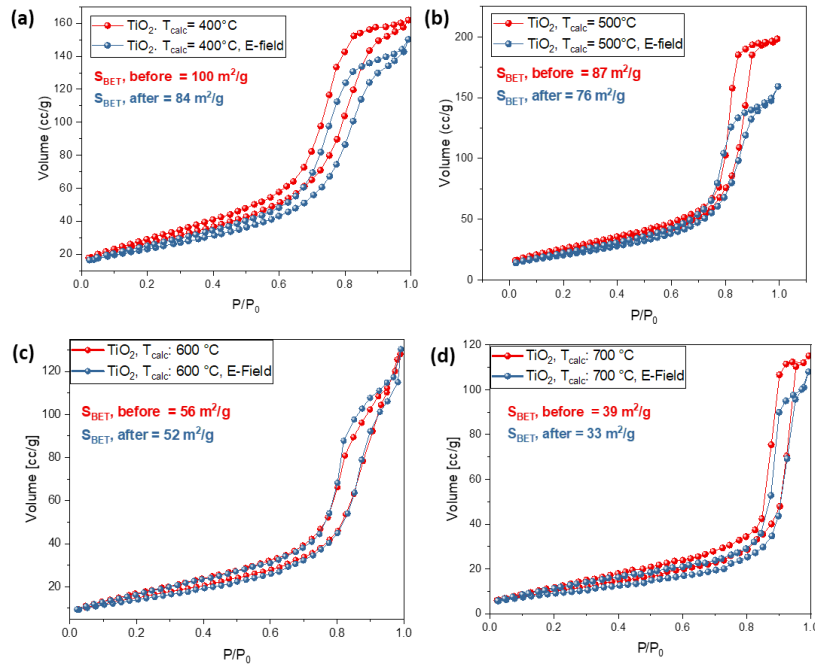 (a)
TiO2. Tcalc= 400°C
TiO2. Tcalc= 400°C, E-field
SBET, before = 100 m²/g
SBET, after = 84 m²/g
160
140
120
100
80
60
40
20
Volume (cc/g)
0.0 0.2 0.4 0.6 0.8 1.0
P/P0
(b)
TiO2, Tcalc= 500°C
TiO2, Tcalc= 500°C, E-field
SBET, before = 87 m²/g
SBET, after = 76 m²/g
200
150
100
50
0
Volume (cc/g)
0.0 0.2 0.4 0.6 0.8 1.0
P/P0
(c)
TiO2, Tcalc: 600 °C
TiO2, Tcalc: 600 °C, E-Field
SBET, before = 56 m²/g
SBET, after = 52 m²/g
120
100
80
60
40
20
Volume [cc/g]
0.0 0.2 0.4 0.6 0.8 1.0
P/P0
(d)
TiO2, Tcalc: 700 °C
TiO2, Tcalc: 700 °C, E-Field
SBET, before = 39 m²/g
SBET, after = 33 m²/g
120
100
80
60
40
20
0
Volume [cc/g]
0.0 0.2 0.4 0.6 0.8 1.0
P/P0